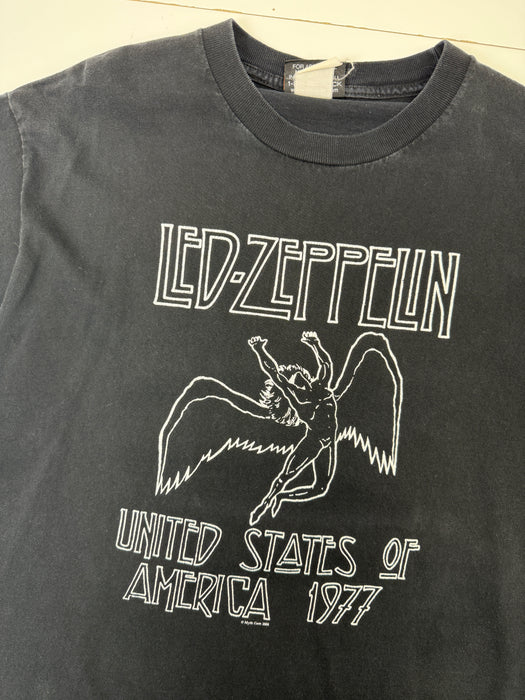 LED-ZEPPELIN
UNITED STATES OF
AMERICA 1977